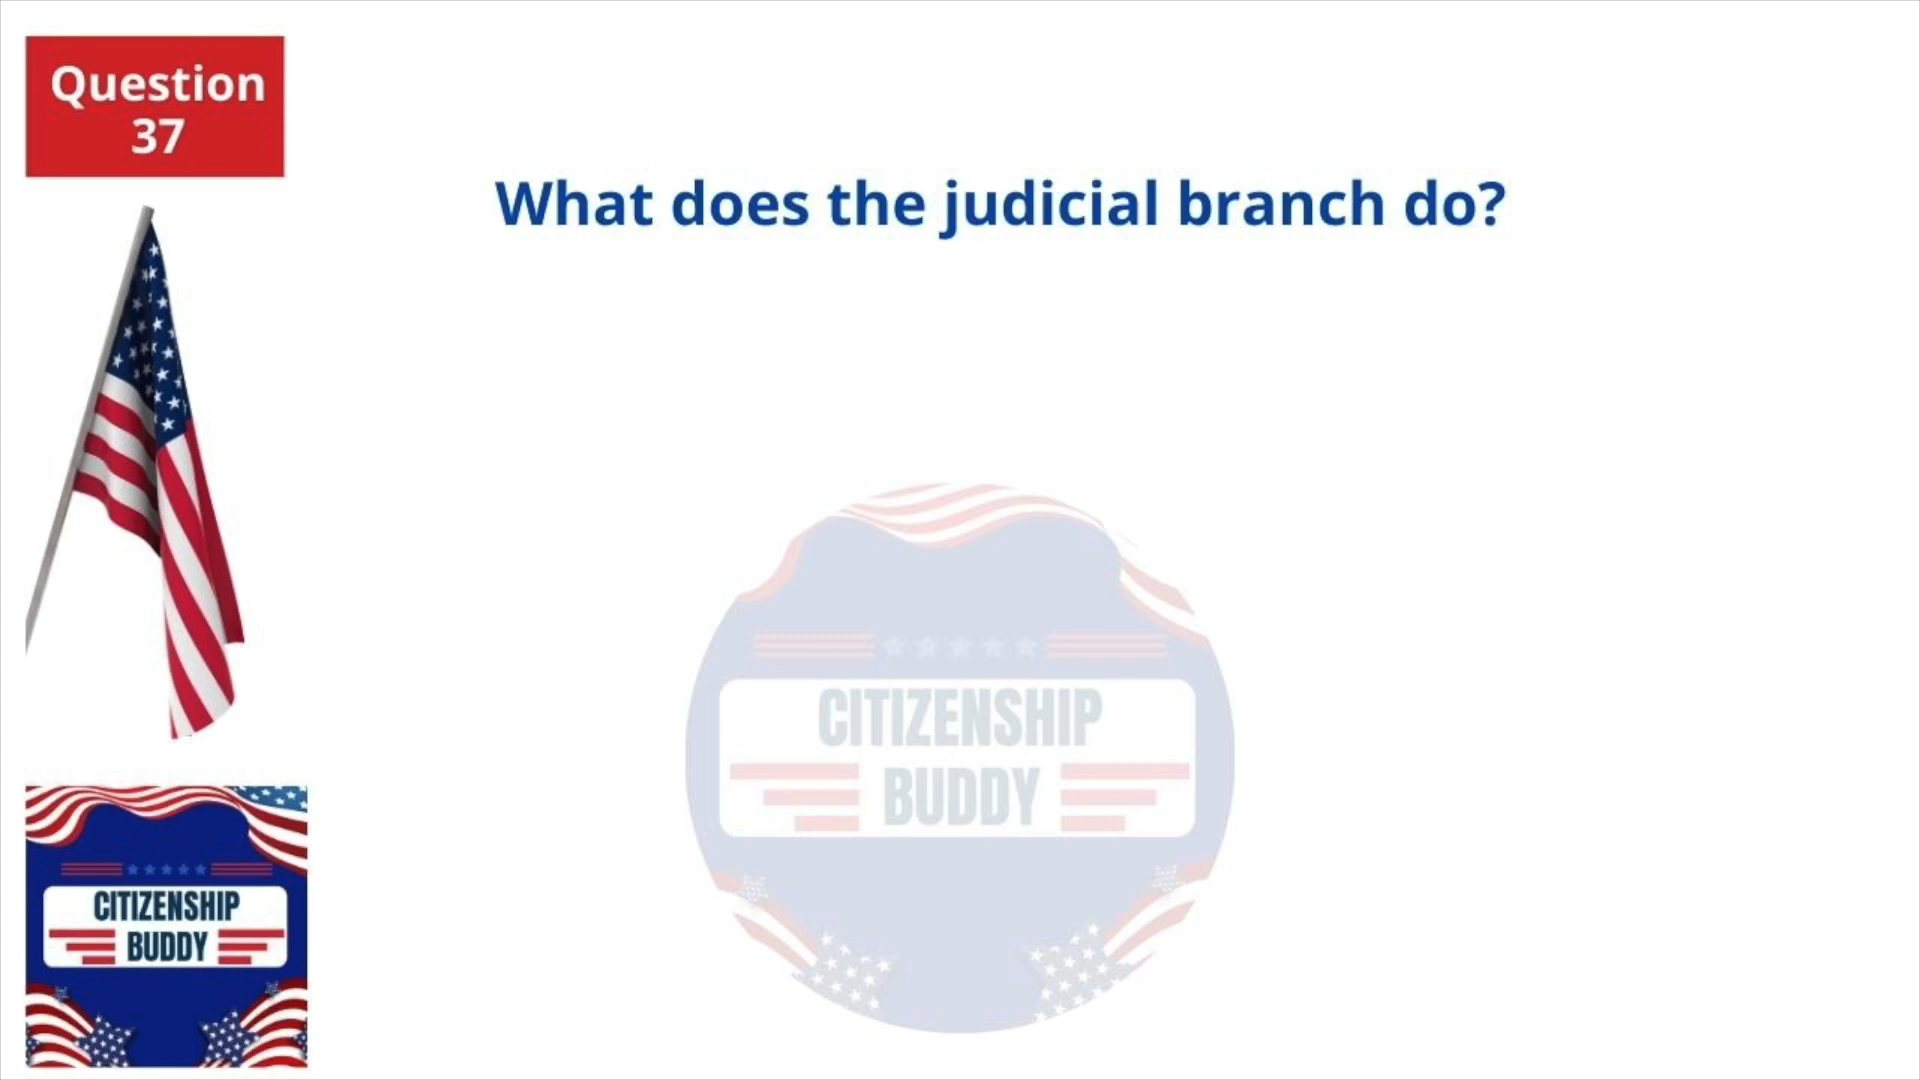 Question
37
What does the judicial branch do?
CITIZENSHIP
BUDDY
CITIZENSHIP
BUDDY